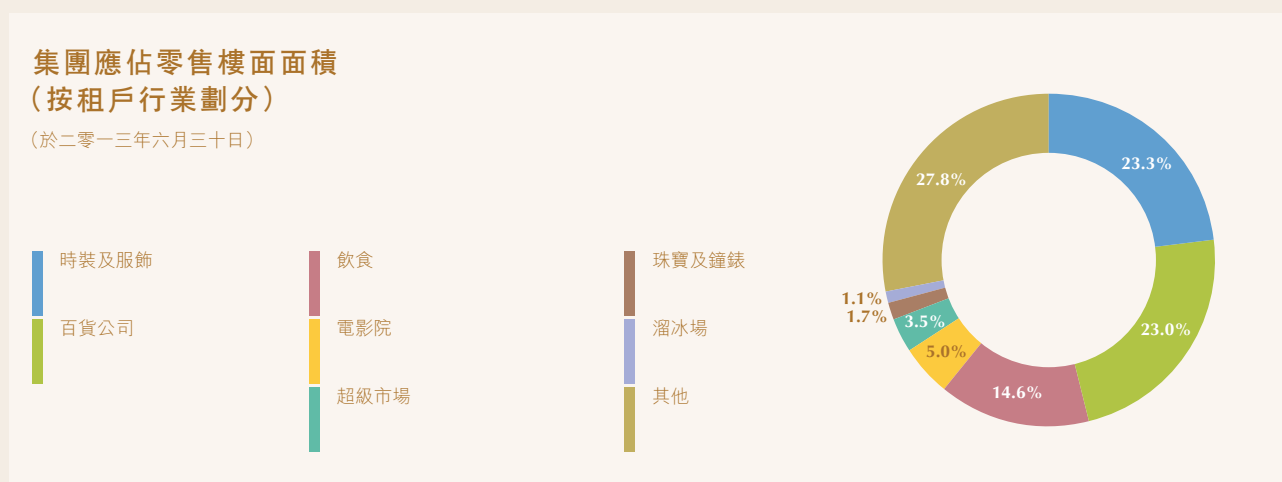 集團應佔零售樓面面積
（按租戶行業劃分）
（於二零一三年六月三十日）
時裝及服飾
百貨公司
飲食
電影院
超級市場
珠寶及鐘錶
溜冰場
其他
23.3%
23.0%
14.6%
5.0%
3.5%
1.7%
1.1%
27.8%